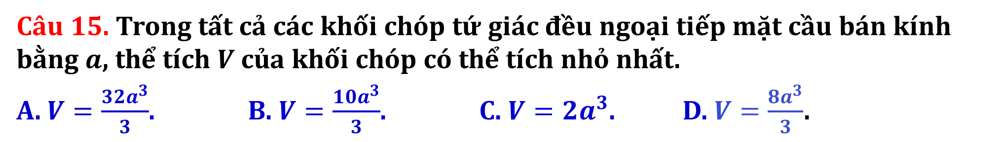 Câu 15. Trong tất cả các khối chóp tứ giác đều ngoại tiếp mặt cầu bán kính
bằng a, thể tích V của khối chóp có thể tích nhỏ nhất.
A. V = \frac{32a^3}{3}. B. V = \frac{10a^3}{3}. C. V = 2a^3. D. V = \frac{8a^3}{3}.